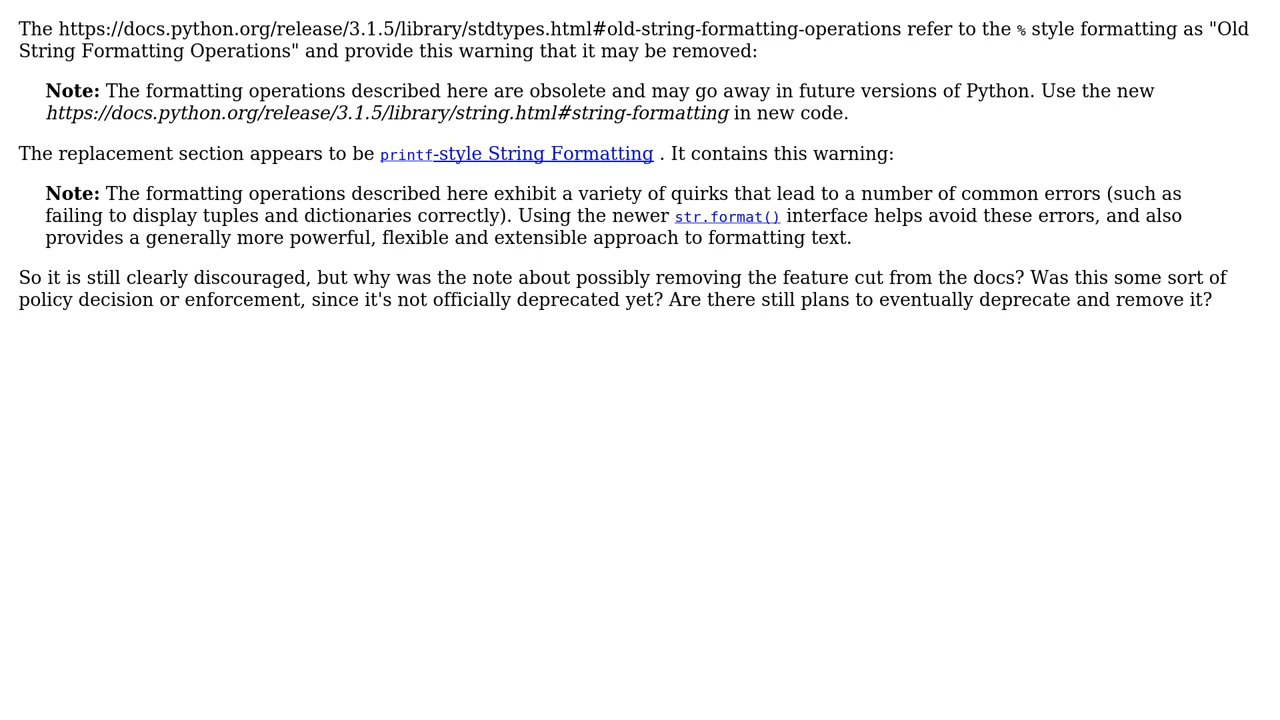 The https://docs.python.org/release/3.1.5/library/stdtypes.html#old-string-formatting-operations refer to the % style formatting as "Old
String Formatting Operations" and provide this warning that it may be removed:
Note: The formatting operations described here are obsolete and may go away in future versions of Python. Use the new
https://docs.python.org/release/3.1.5/library/string.html#string-formatting in new code.
The replacement section appears to be printf-style String Formatting . It contains this warning:
Note: The formatting operations described here exhibit a variety of quirks that lead to a number of common errors (such as
failing to display tuples and dictionaries correctly). Using the newer str.format() interface helps avoid these errors, and also
provides a generally more powerful, flexible and extensible approach to formatting text.
So it is still clearly discouraged, but why was the note about possibly removing the feature cut from the docs? Was this some sort of
policy decision or enforcement, since it's not officially deprecated yet? Are there still plans to eventually deprecate and remove it?